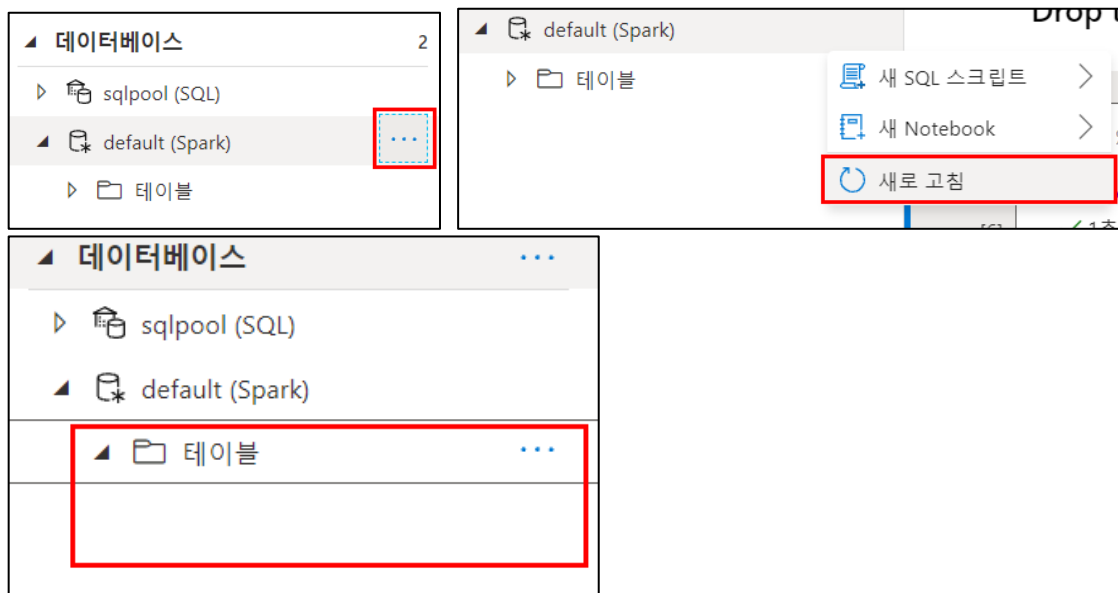 데이터베이스 2
sqlpool (SQL)
default (Spark)
...
테이블
default (Spark)
테이블
Drop
새 SQL 스크립트
새 Notebook
새로 고침
데이터베이스 ...
sqlpool (SQL)
default (Spark)
테이블 ...